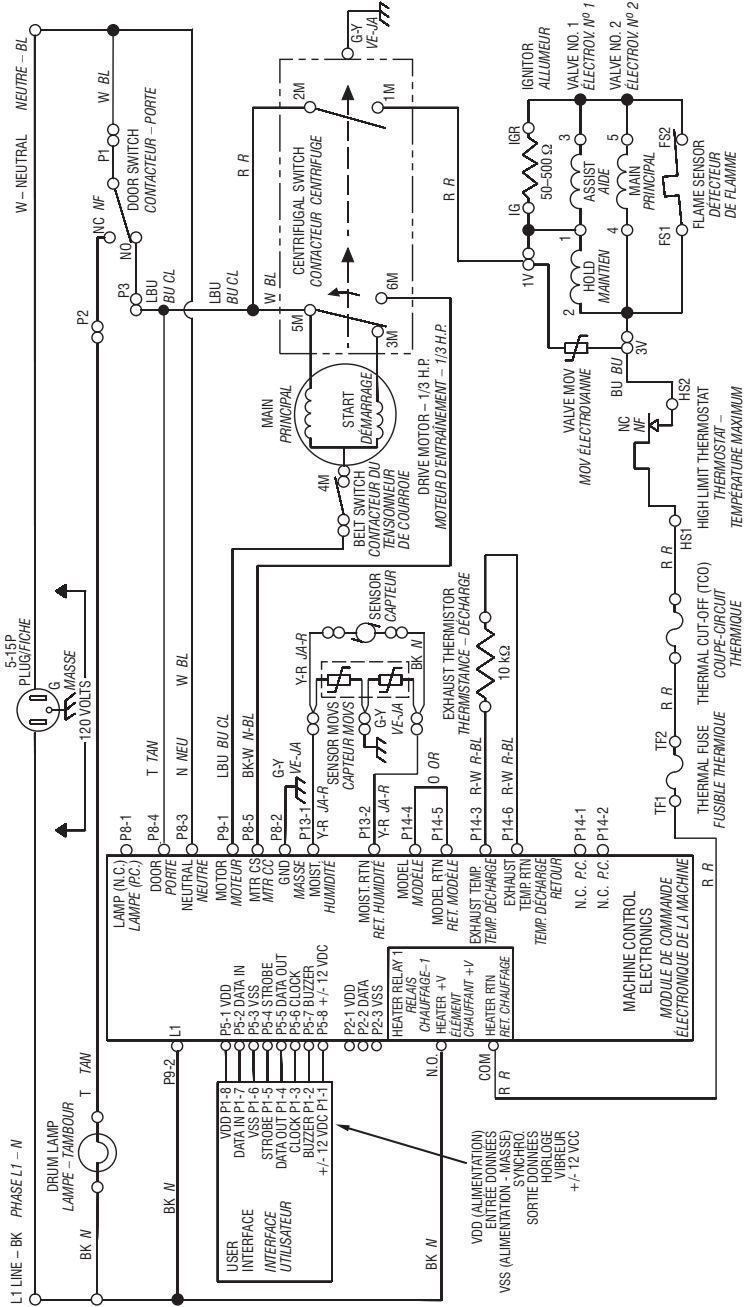 L1 LINE – BK PHASE L1 – N
W – NEUTRAL NEUTRE – BL
5-15P
PLUG/FICHE
G
MASSE
120 VOLTS
DRUM LAMP
LAMPE – TAMBOUR
BK N
T TAN
P2
NC NF
NO
P1
W BL
DOOR SWITCH
CONTACTEUR – PORTE
P3
LBU
BU CL
LBU
BU CL
BK N
P9-2
L1
LAMP (N.C.)
LAMPE (P.C.)
P8-1
DOOR
PORTE
P8-4
T TAN
NEUTRAL
NEUTRE
P8-3
N NEU
W BL
MOTOR
MOTEUR
P9-1
LBU BU CL
MTR CS
MTR CC
P8-5
BK-W N-BL
GND
MASSE
P8-2
G-Y
VE-JA
MOIST.
HUMIDITÉ
P13-1
Y-R JA-R
MOIST. RTN
RET. HUMIDITÉ
P13-2
Y-R JA-R
MODEL
MODÈLE
P14-4
MODEL RTN
RET. MODÈLE
P14-5
O OR
EXHAUST TEMP.
TEMP. DÉCHARGE
P14-3
R-W R-BL
EXHAUST
TEMP. RTN
TEMP. DÉCHARGE
RETOUR
P14-6
R-W R-BL
N.C. P.C.
P14-1
N.C. P.C.
P14-2
MACHINE CONTROL
ELECTRONICS
MODULE DE COMMANDE
ÉLECTRONIQUE DE LA MACHINE
P5-1 VDD
P5-2 DATA IN
P5-3 VSS
P5-4 STROBE
P5-5 DATA OUT
P5-6 CLOCK
P5-7 BUZZER
P5-8 +/- 12 VDC
P2-1 VDD
P2-2 DATA
P2-3 VSS
VDD P1-8
DATA IN P1-7
VSS P1-6
STROBE P1-5
DATA OUT P1-4
CLOCK P1-3
BUZZER P1-2
+/- 12 VDC P1-1
USER
INTERFACE
INTERFACE
UTILISATEUR
VDD (ALIMENTATION)
ENTRÉE DONNÉES
VSS (ALIMENTATION - MASSE)
SYNCHRO.
SORTIE DONNÉES
HORLOGE
VIBREUR
+/- 12 VCC
BK N
N.O.
COM
R R
HEATER RELAY 1
RELAIS
CHAUFFAGE–1
HEATER +V
ÉLÉMENT
CHAUFFANT +V
HEATER RTN
RET. CHAUFFAGE
Y-R JA-R
SENSOR
CAPTEUR
BK N
SENSOR MOVS
CAPTEUR MOVS
G-Y
VE-JA
EXHAUST THERMISTOR
THERMISTANCE – DÉCHARGE
10 kΩ
BELT SWITCH
CONTACTEUR DU
TENSIONNEUR
DE COURROIE
4M
MAIN
PRINCIPAL
START
DÉMARRAGE
DRIVE MOTOR – 1/3 H.P.
MOTEUR D'ENTRAÎNEMENT – 1/3 H.P.
W BL
5M
3M
6M
CENTRIFUGAL SWITCH
CONTACTEUR CENTRIFUGE
R R
2M
1M
G-Y
VE-JA
R R
1V
IG
IGR
50–500 Ω
IGNITOR
ALLUMEUR
VALVE NO. 1
ÉLECTROV. Nº 1
VALVE NO. 2
ÉLECTROV. Nº 2
2
HOLD
MAINTIEN
1
ASSIST
AIDE
3
4
MAIN
PRINCIPAL
5
FS1
FS2
FLAME SENSOR
DÉTECTEUR
DE FLAMME
VALVE MOV
MOV ÉLECTROVANNE
BU BU
3V
NC
NF
HS2
HS1
HIGH LIMIT THERMOSTAT
THERMOSTAT –
TEMPÉRATURE MAXIMUM
R R
THERMAL CUT-OFF (TCO)
COUPE-CIRCUIT
THERMIQUE
R R
TF2
TF1
THERMAL FUSE
FUSIBLE THERMIQUE
R R